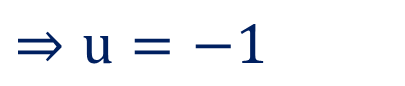 ⇒ u = −1